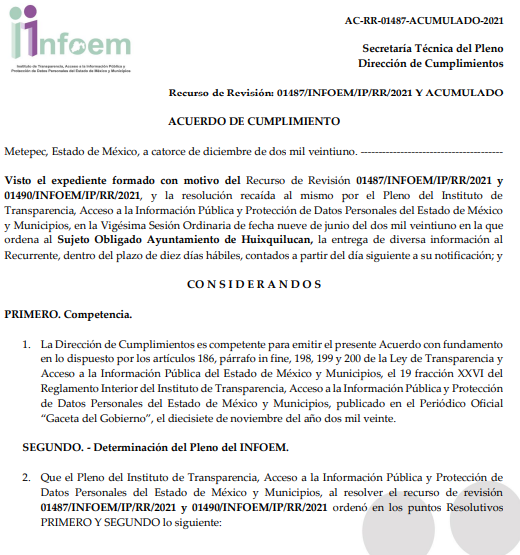 infoem
Instituto de Transparencia, Acceso a la Información Pública y
Protección de Datos Personales del Estado de México y Municipios
AC-RR-01487-ACUMULADO-2021
Secretaría Técnica del Pleno
Dirección de Cumplimientos
Recurso de Revisión: 01487/INFOEM/IP/RR/2021 Y ACUMULADO
ACUERDO DE CUMPLIMIENTO
Metepec, Estado de México, a catorce de diciembre de dos mil veintiuno. ----------------------------------------
Visto el expediente formado con motivo del Recurso de Revisión 01487/INFOEM/IP/RR/2021 y
01490/INFOEM/IP/RR/2021, y la resolución recaída al mismo por el Pleno del Instituto de
Transparencia, Acceso a la Información Pública y Protección de Datos Personales del Estado de México
y Municipios, en la Vigésima Sesión Ordinaria de fecha nueve de junio del dos mil veintiuno en la que
ordena al Sujeto Obligado Ayuntamiento de Huixquilucan, la entrega de diversa información al
Recurrente, dentro del plazo de diez días hábiles, contados a partir del día siguiente a su notificación; y
C O N S I D E R A N D O S
PRIMERO. Competencia.
1. La Dirección de Cumplimientos es competente para emitir el presente Acuerdo con fundamento
en lo dispuesto por los artículos 186, párrafo in fine, 198, 199 y 200 de la Ley de Transparencia y
Acceso a la Información Pública del Estado de México y Municipios, el 19 fracción XXVI del
Reglamento Interior del Instituto de Transparencia, Acceso a la Información Pública y Protección
de Datos Personales del Estado de México y Municipios, publicado en el Periódico Oficial
“Gaceta del Gobierno”, el diecisiete de noviembre del año dos mil veinte.
SEGUNDO. - Determinación del Pleno del INFOEM.
2. Que el Pleno del Instituto de Transparencia, Acceso a la Información Pública y Protección de
Datos Personales del Estado de México y Municipios, al resolver el recurso de revisión
01487/INFOEM/IP/RR/2021 y 01490/INFOEM/IP/RR/2021 ordenó en los puntos Resolutivos
PRIMERO Y SEGUNDO lo siguiente: